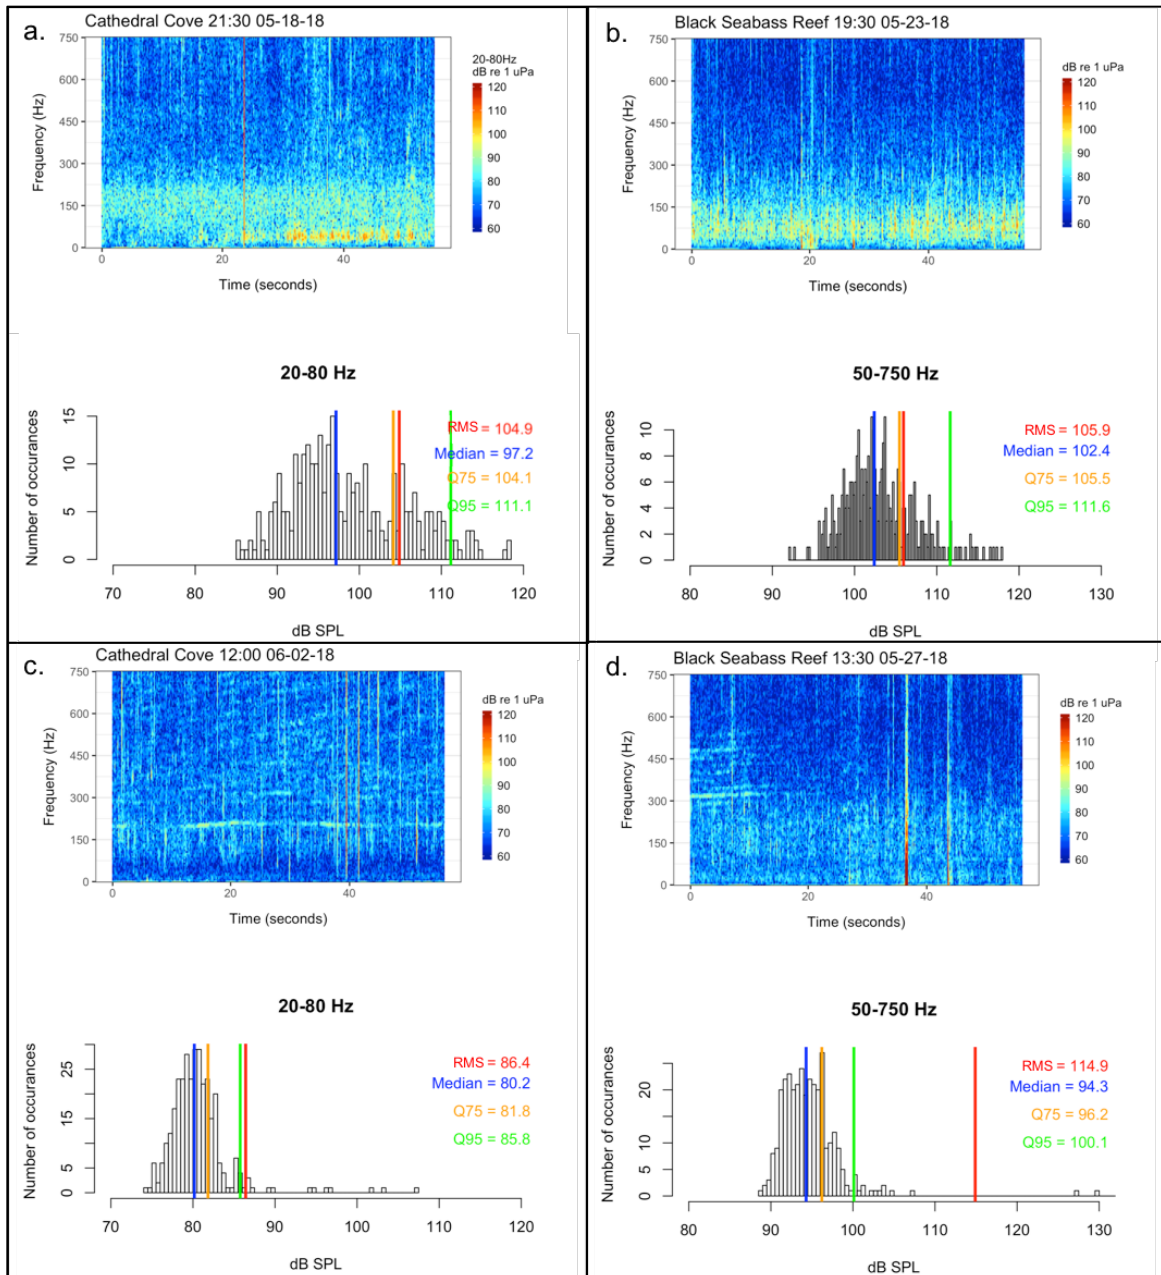 a.
Cathedral Cove 21:30 05-18-18
750
600
450
300
150
0
Frequency (Hz)
0 20 40
Time (seconds)
20-80Hz
dB re 1 uPa
120
110
100
90
80
70
60
20-80 Hz
Number of occurances
15
10
5
0
RMS = 104.9
Median = 97.2
Q75 = 104.1
Q95 = 111.1
70 80 90 100 110 120
dB SPL
b.
Black Seabass Reef 19:30 05-23-18
750
600
450
300
150
0
Frequency (Hz)
0 20 40
Time (seconds)
dB re 1 uPa
120
110
100
90
80
70
60
50-750 Hz
Number of occurances
10
8
6
4
2
0
RMS = 105.9
Median = 102.4
Q75 = 105.5
Q95 = 111.6
80 90 100 110 120 130
dB SPL
c.
Cathedral Cove 12:00 06-02-18
750
600
450
300
150
0
Frequency (Hz)
0 20 40
Time (seconds)
dB re 1 uPa
120
110
100
90
80
70
60
20-80 Hz
Number of occurances
25
15
5
0
RMS = 86.4
Median = 80.2
Q75 = 81.8
Q95 = 85.8
70 80 90 100 110 120
dB SPL
d.
Black Seabass Reef 13:30 05-27-18
750
600
450
300
150
0
Frequency (Hz)
0 20 40
Time (seconds)
dB re 1 uPa
120
110
100
90
80
70
60
50-750 Hz
Number of occurances
20
10
5
0
RMS = 114.9
Median = 94.3
Q75 = 96.2
Q95 = 100.1
80 90 100 110 120 130
dB SPL